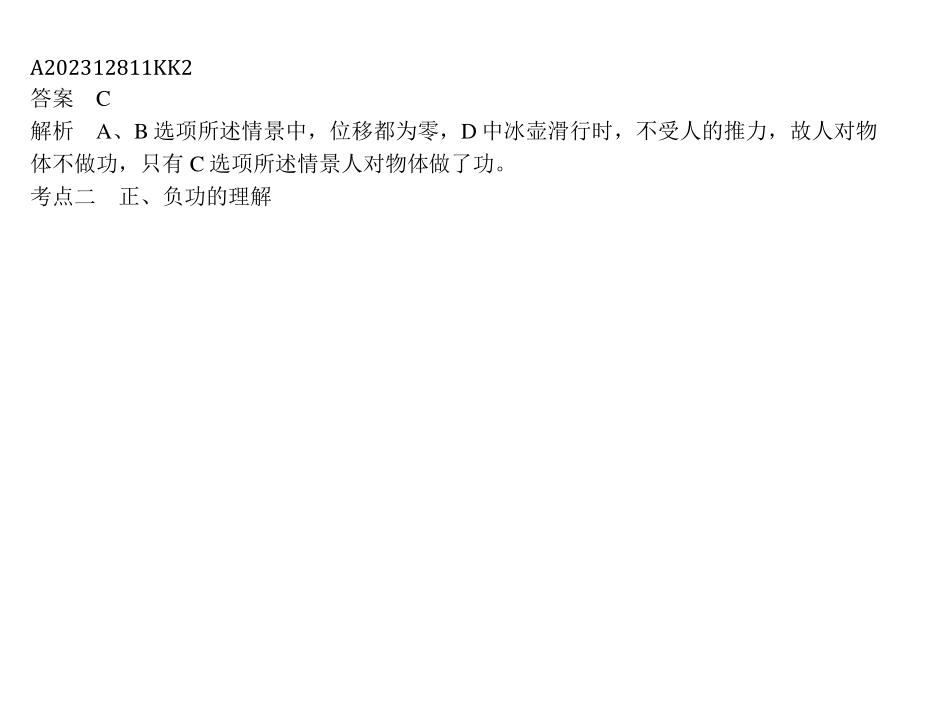 A202312811KK2
答案　C
解析　A、B 选项所述情景中，位移都为零，D 中冰壶滑行时，不受人的推力，故人对物
体不做功，只有 C 选项所述情景人对物体做了功。
考点二　正、负功的理解